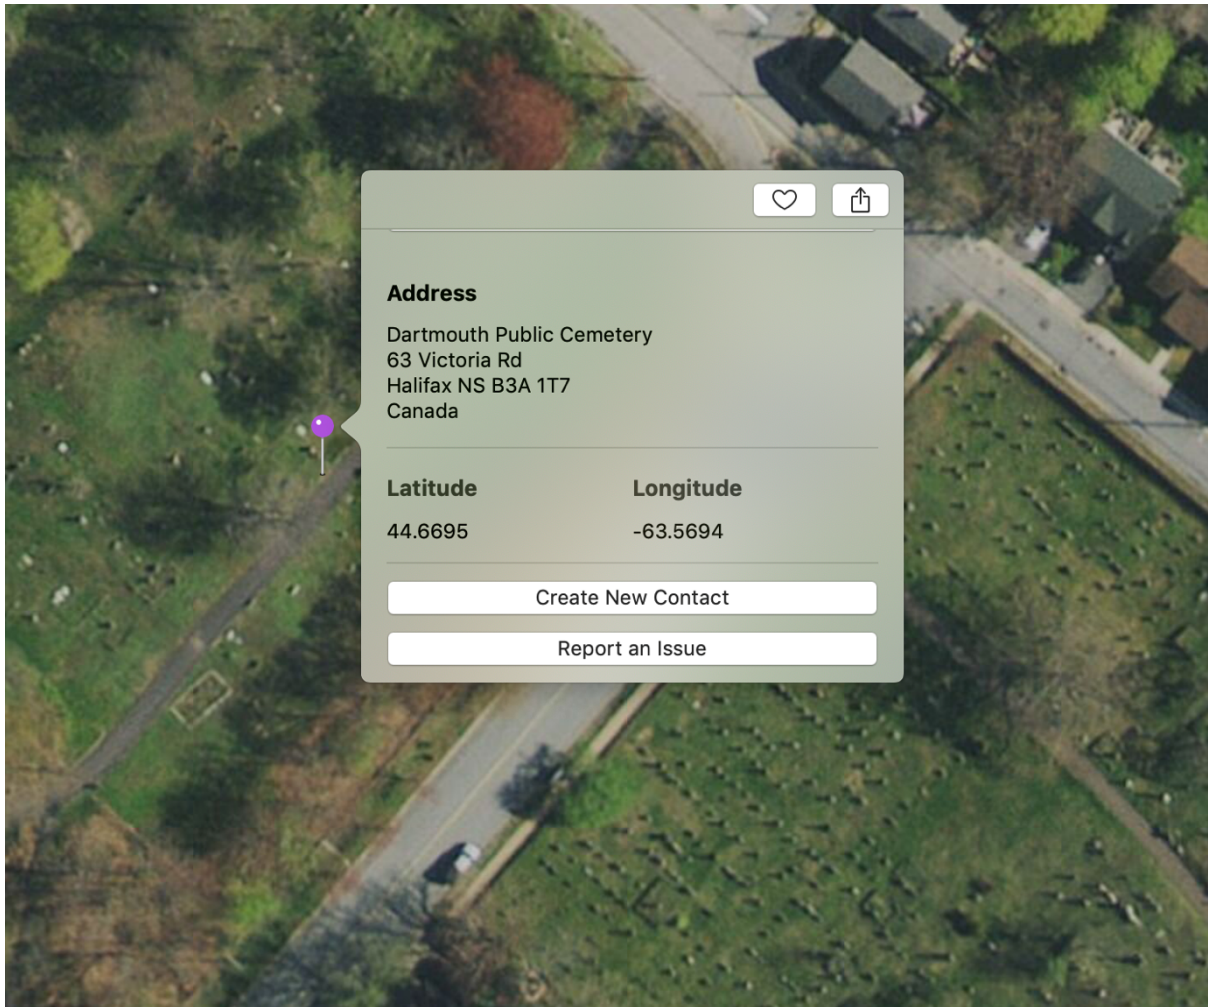 Address
Dartmouth Public Cemetery
63 Victoria Rd
Halifax NS B3A 1T7
Canada
Latitude Longitude
44.6695 -63.5694
Create New Contact
Report an Issue